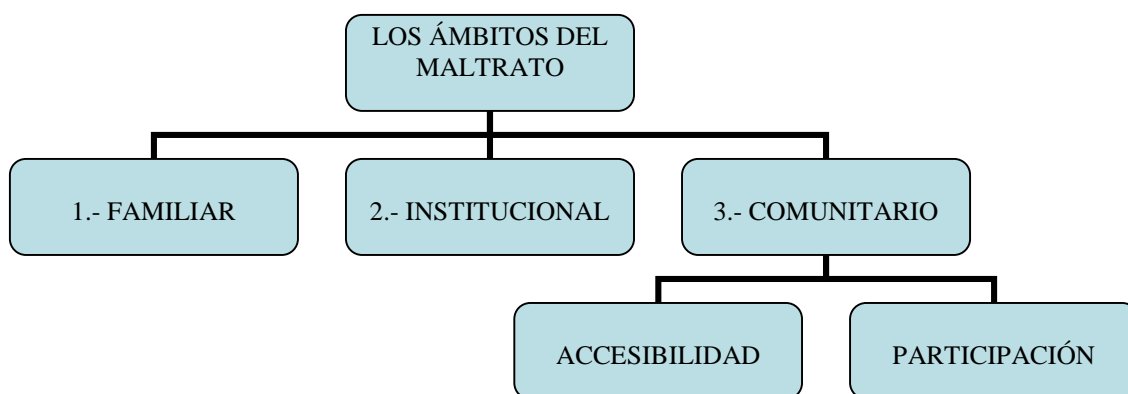 LOS ÁMBITOS DEL
MALTRATO
1.- FAMILIAR
2.- INSTITUCIONAL
3.- COMUNITARIO
ACCESIBILIDAD
PARTICIPACIÓN